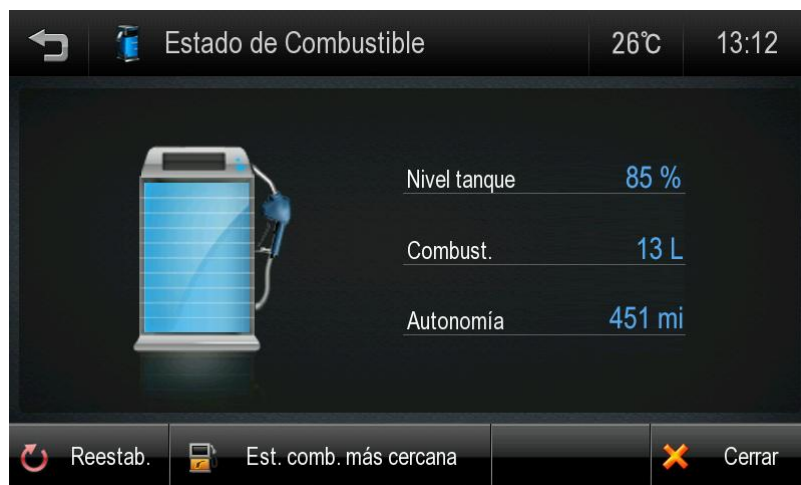 Estado de Combustible 26°C 13:12
Nivel tanque 85 %
Combust. 13 L
Autonomía 451 mi
Reestab. Est. comb. más cercana Cerrar